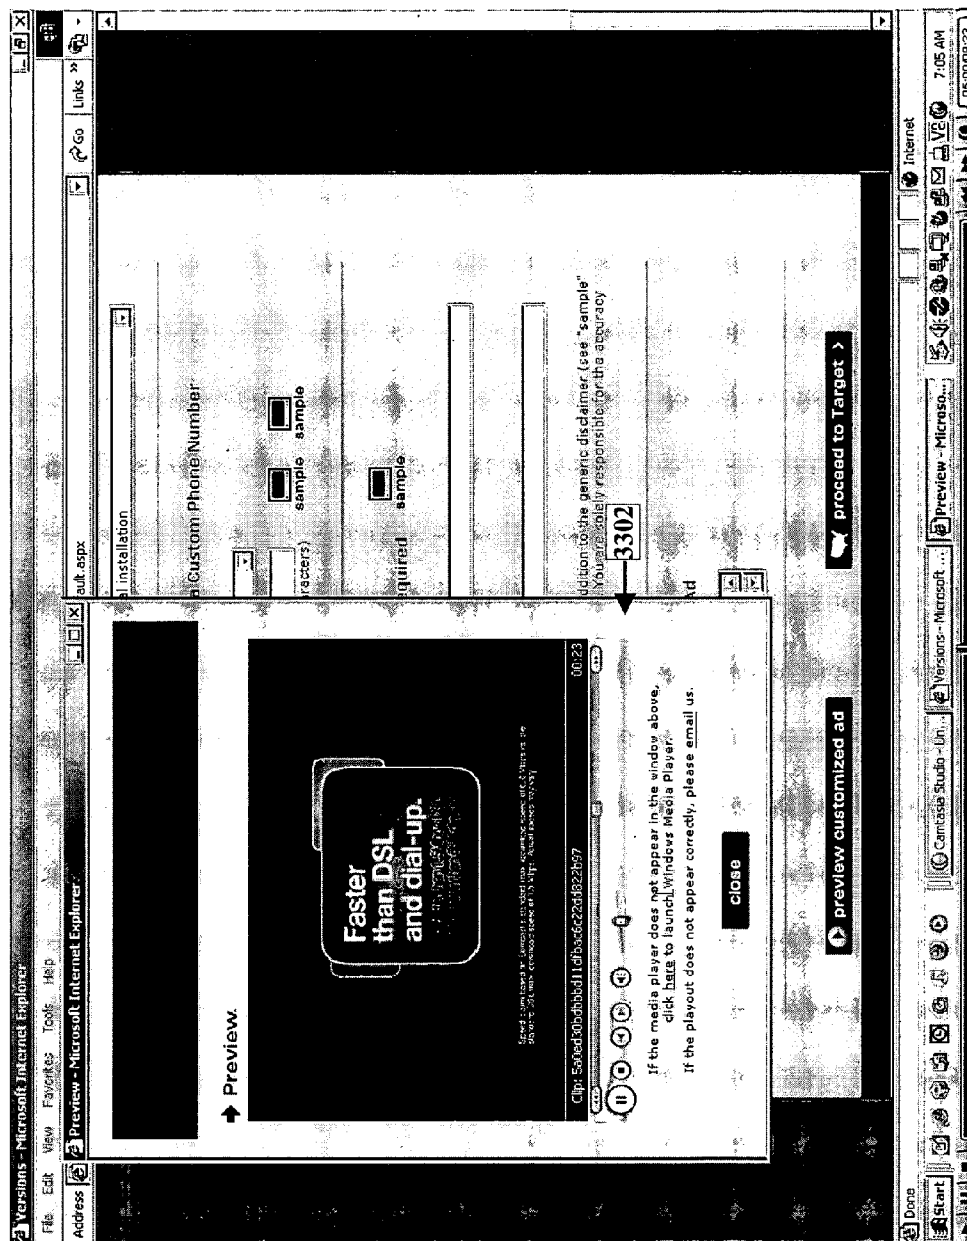 Versions - Microsoft Internet Explorer
File Edit View Favorites Tools Help
Address
ault.aspx
Go Links »
Preview - Microsoft Internet Explorer
Preview.
Faster
than DSL
and dial-up.
Clip: 00:23
If the media player does not appear in the window above,
click here to launch Windows Media Player.
If the playout does not appear correctly, please email us.
close
3302
al installation
a Custom Phone Number
racters)
sample
sample
quired
sample
ddition to the generic disclaimer (see "sample"
You are solely responsible for the accuracy
Ad
preview customized ad
proceed to Target >
Done
Internet
Start
Camtasia Studio - Un...
Versions - Microsoft ...
Preview - Microso...
7:05 AM